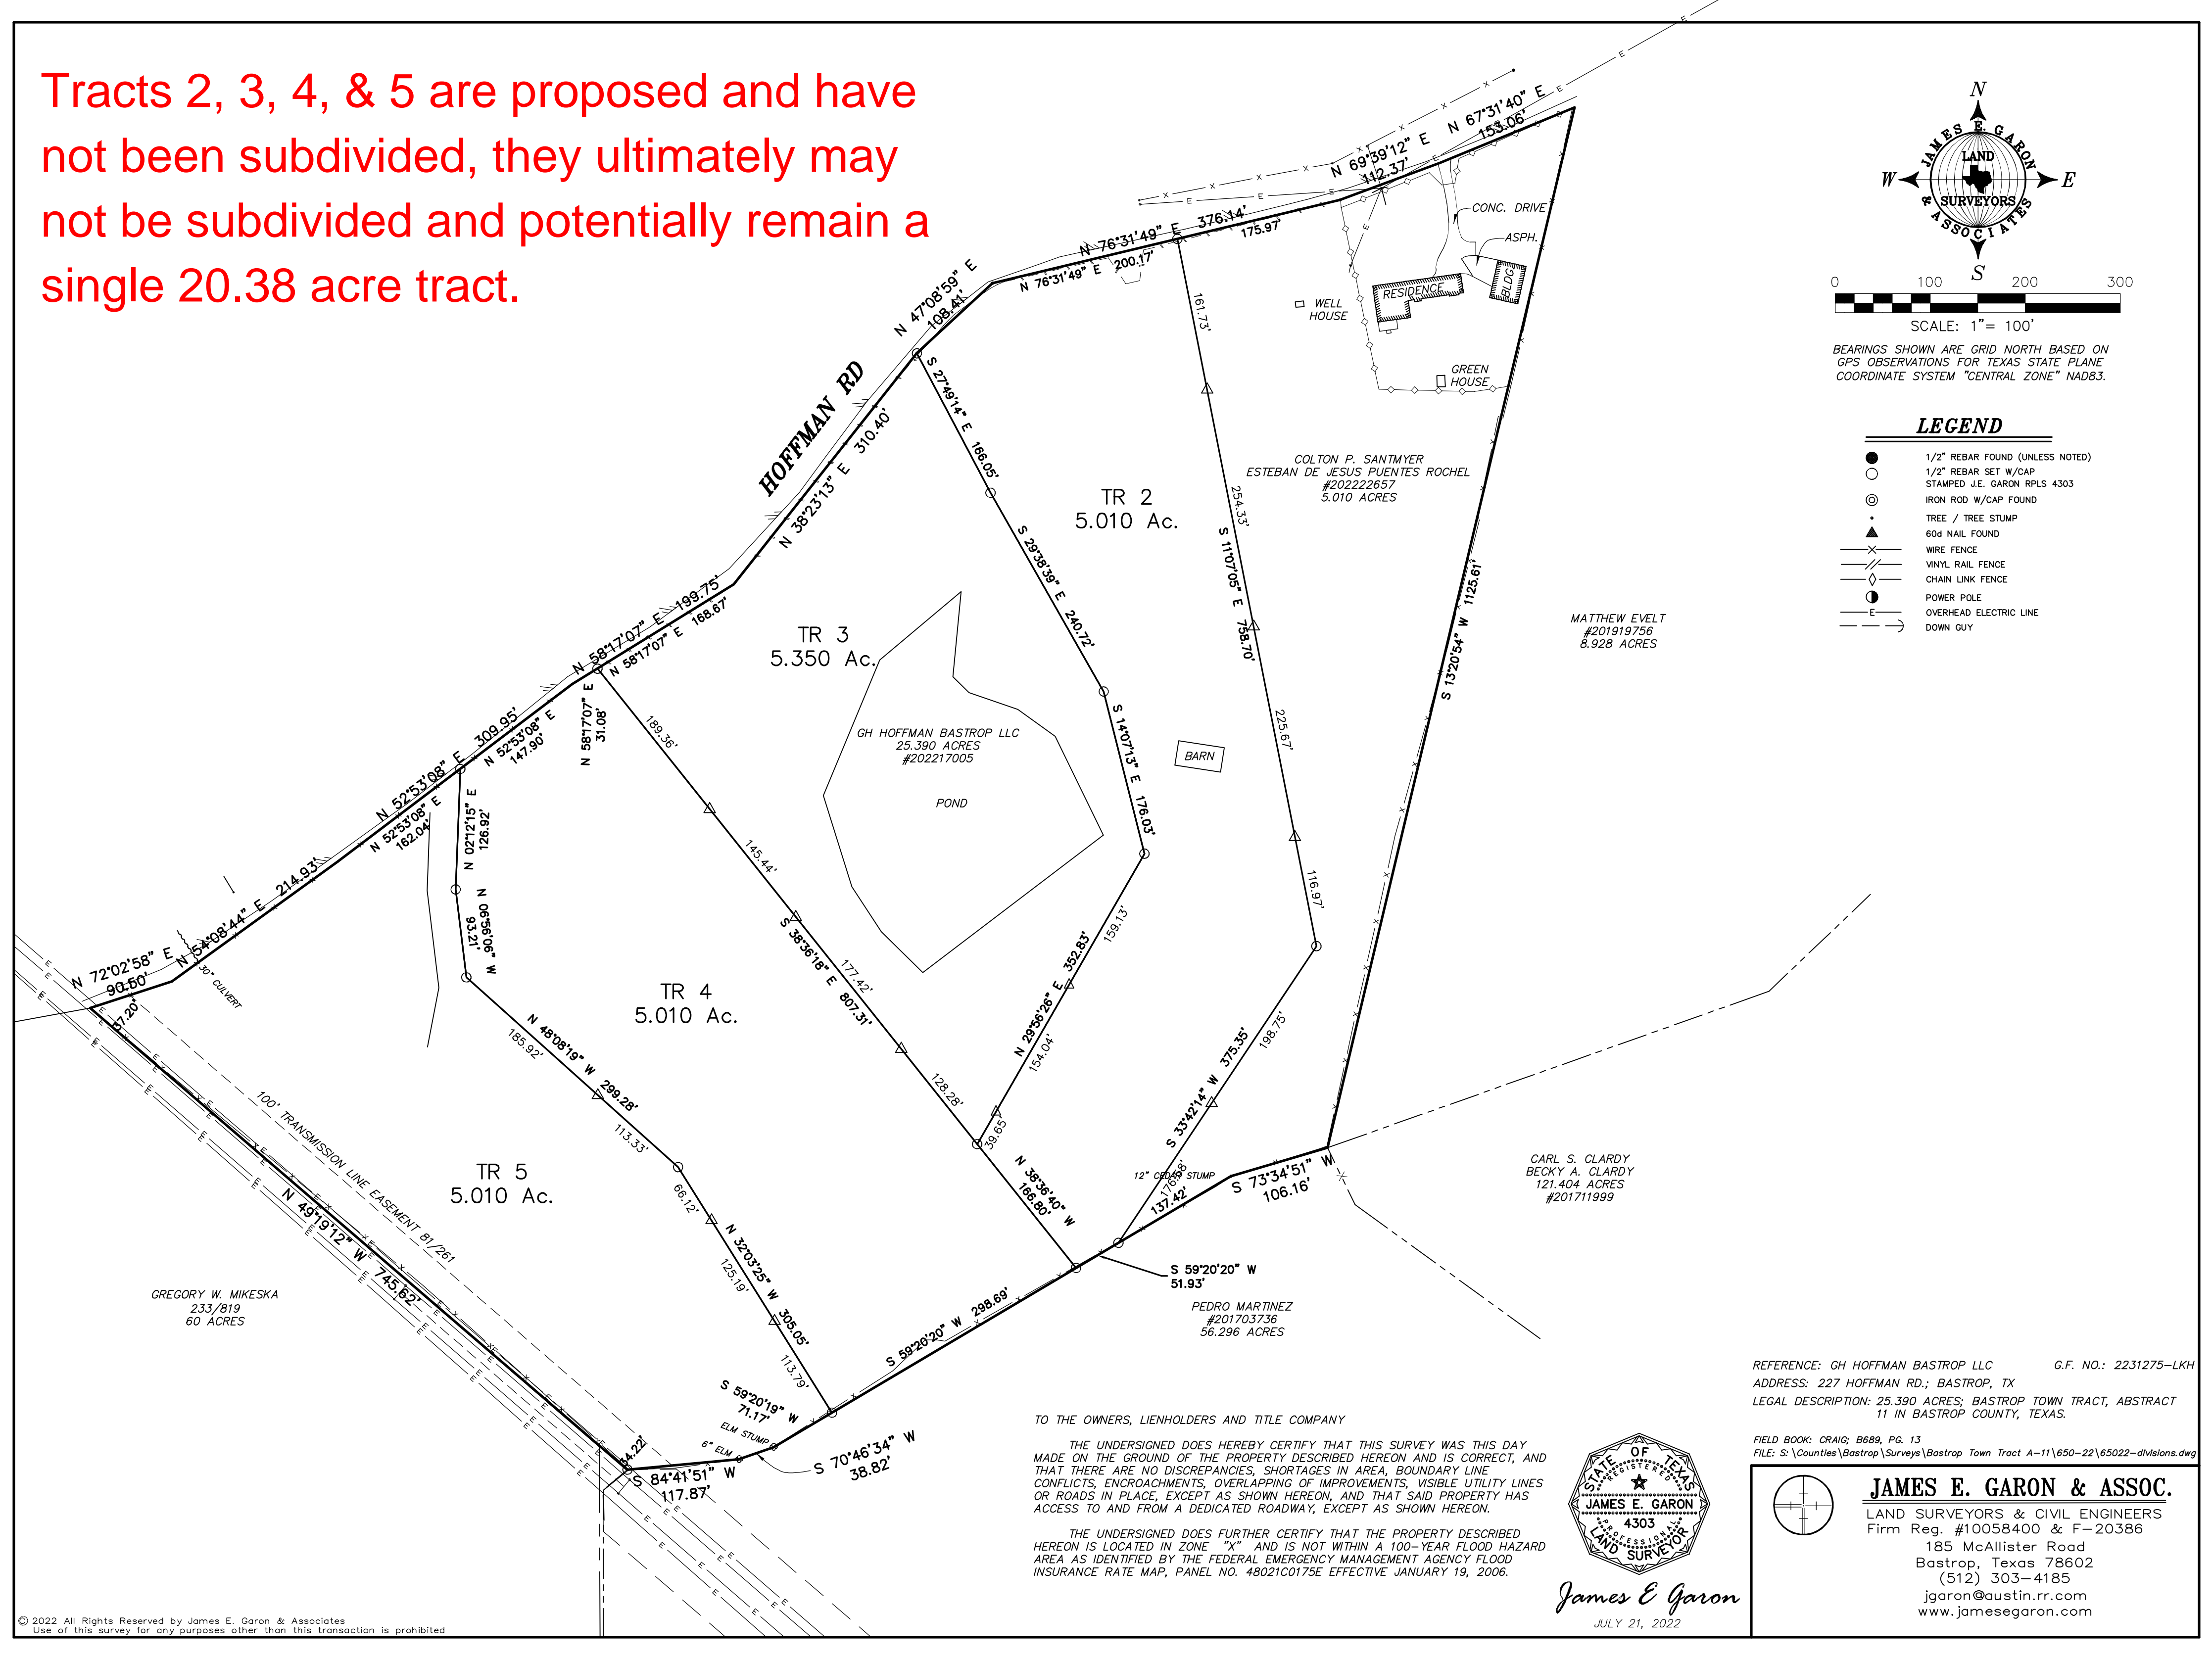 Tracts 2, 3, 4, & 5 are proposed and have
not been subdivided, they ultimately may
not be subdivided and potentially remain a
single 20.38 acre tract.
N
W
E
S
JAMES E. GARON
& ASSOCIATES
LAND
SURVEYORS
0 100 200 300
SCALE: 1"= 100'
BEARINGS SHOWN ARE GRID NORTH BASED ON
GPS OBSERVATIONS FOR TEXAS STATE PLANE
COORDINATE SYSTEM "CENTRAL ZONE" NAD83.
LEGEND
1/2" REBAR FOUND (UNLESS NOTED)
1/2" REBAR SET W/CAP
STAMPED J.E. GARON RPLS 4303
IRON ROD W/CAP FOUND
TREE / TREE STUMP
60d NAIL FOUND
WIRE FENCE
VINYL RAIL FENCE
CHAIN LINK FENCE
POWER POLE
OVERHEAD ELECTRIC LINE
DOWN GUY
N 67°31'40" E
153.06'
N 69°39'12" E
112.37'
N 76°31'49" E 376.14'
175.97'
N 76°31'49" E 200.17'
N 47°08'59" E
108.41'
HOFFMAN RD
N 38°23'13" E 310.40'
N 58°17'07" E 199.75'
N 58°17'07" E 168.67'
N 58°17'07" E
31.08'
N 52°53'08" E 309.95'
N 52°53'08" E
147.90'
N 52°53'08" E
162.04'
N 54°08'44" E 214.93'
N 72°02'58" E
90.50'
37.20'
30" CULVERT
CONC. DRIVE
ASPH.
BLDG.
RESIDENCE
WELL
HOUSE
GREEN
HOUSE
COLTON P. SANTMYER
ESTEBAN DE JESUS PUENTES ROCHEL
#202222657
5.010 ACRES
161.73'
254.33'
S 11°07'05" E 758.70'
225.67'
116.97'
S 13°20'54" W 1125.61'
MATTHEW EVELT
#201919756
8.928 ACRES
TR 2
5.010 Ac.
S 27°49'14" E 166.05'
S 29°38'39" E 240.72'
S 14°07'13" E 176.03'
BARN
TR 3
5.350 Ac.
GH HOFFMAN BASTROP LLC
25.390 ACRES
#202217005
POND
189.36'
145.44'
S 38°36'18" E 807.31'
177.42'
128.28'
N 29°56'26" E 352.83'
159.13'
154.04'
39.65'
S 33°42'14" W 375.35'
198.75'
176.58'
N 38°36'40" W
166.80'
12" CEDAR STUMP
137.42'
S 73°34'51" W
106.16'
CARL S. CLARDY
BECKY A. CLARDY
121.404 ACRES
#201711999
N 02°12'15" E
126.92'
N 06°56'06" W
93.21'
TR 4
5.010 Ac.
N 48°08'19" W 299.28'
185.92'
113.33'
66.12'
N 32°03'25" W 305.05'
125.19'
113.79'
TR 5
5.010 Ac.
100' TRANSMISSION LINE EASEMENT 81/261
N 49°19'12" W 745.62'
GREGORY W. MIKESKA
233/819
60 ACRES
S 59°20'20" W
51.93'
PEDRO MARTINEZ
#201703736
56.296 ACRES
S 59°20'20" W 298.69'
S 59°20'19" W
71.17'
ELM STUMP
6" ELM
S 70°46'34" W
38.82'
34.22'
S 84°41'51" W
117.87'
TO THE OWNERS, LIENHOLDERS AND TITLE COMPANY
THE UNDERSIGNED DOES HEREBY CERTIFY THAT THIS SURVEY WAS THIS DAY
MADE ON THE GROUND OF THE PROPERTY DESCRIBED HEREON AND IS CORRECT, AND
THAT THERE ARE NO DISCREPANCIES, SHORTAGES IN AREA, BOUNDARY LINE
CONFLICTS, ENCROACHMENTS, OVERLAPPING OF IMPROVEMENTS, VISIBLE UTILITY LINES
OR ROADS IN PLACE, EXCEPT AS SHOWN HEREON, AND THAT SAID PROPERTY HAS
ACCESS TO AND FROM A DEDICATED ROADWAY, EXCEPT AS SHOWN HEREON.
THE UNDERSIGNED DOES FURTHER CERTIFY THAT THE PROPERTY DESCRIBED
HEREON IS LOCATED IN ZONE "X" AND IS NOT WITHIN A 100-YEAR FLOOD HAZARD
AREA AS IDENTIFIED BY THE FEDERAL EMERGENCY MANAGEMENT AGENCY FLOOD
INSURANCE RATE MAP, PANEL NO. 48021C0175E EFFECTIVE JANUARY 19, 2006.
STATE OF TEXAS
REGISTERED
JAMES E. GARON
4303
PROFESSIONAL
LAND SURVEYOR
James E Garon
JULY 21, 2022
REFERENCE: GH HOFFMAN BASTROP LLC G.F. NO.: 2231275-LKH
ADDRESS: 227 HOFFMAN RD.; BASTROP, TX
LEGAL DESCRIPTION: 25.390 ACRES; BASTROP TOWN TRACT, ABSTRACT
11 IN BASTROP COUNTY, TEXAS.
FIELD BOOK: CRAIG; B689, PG. 13
FILE: S:\Counties\Bastrop\Surveys\Bastrop Town Tract A-11\650-22\65022-divisions.dwg
JAMES E. GARON & ASSOC.
LAND SURVEYORS & CIVIL ENGINEERS
Firm Reg. #10058400 & F-20386
185 McAllister Road
Bastrop, Texas 78602
(512) 303-4185
jgaron@austin.rr.com
www.jamesegaron.com
© 2022 All Rights Reserved by James E. Garon & Associates
Use of this survey for any purposes other than this transaction is prohibited